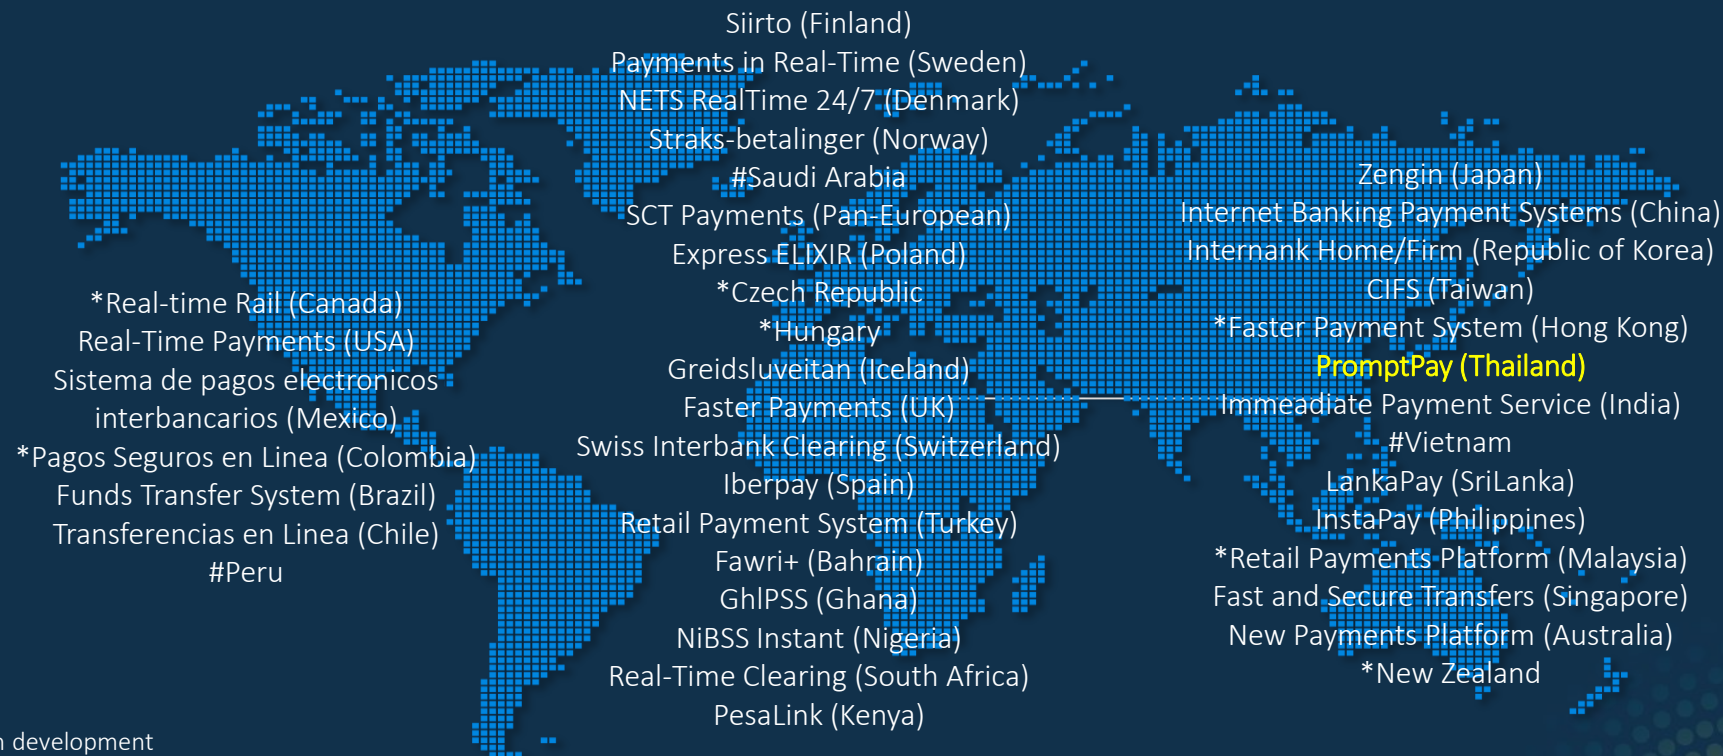 *Real-time Rail (Canada)
Real-Time Payments (USA)
Sistema de pagos electronicos
interbancarios (Mexico)
*Pagos Seguros en Linea (Colombia)
Funds Transfer System (Brazil)
Transferencias en Linea (Chile)
#Peru
Siirto (Finland)
Payments in Real-Time (Sweden)
NETS RealTime 24/7 (Denmark)
Straks-betalinger (Norway)
#Saudi Arabia
SCT Payments (Pan-European)
Express ELIXIR (Poland)
*Czech Republic
*Hungary
Greidsluveitan (Iceland)
Faster Payments (UK)
Swiss Interbank Clearing (Switzerland)
Iberpay (Spain)
Retail Payment System (Turkey)
Fawri+ (Bahrain)
GhlPSS (Ghana)
NiBSS Instant (Nigeria)
Real-Time Clearing (South Africa)
PesaLink (Kenya)
Zengin (Japan)
Internet Banking Payment Systems (China)
Internank Home/Firm (Republic of Korea)
CIFS (Taiwan)
*Faster Payment System (Hong Kong)
PromptPay (Thailand)
Immeadiate Payment Service (India)
#Vietnam
LankaPay (SriLanka)
InstaPay (Philippines)
*Retail Payments Platform (Malaysia)
Fast and Secure Transfers (Singapore)
New Payments Platform (Australia)
*New Zealand
development